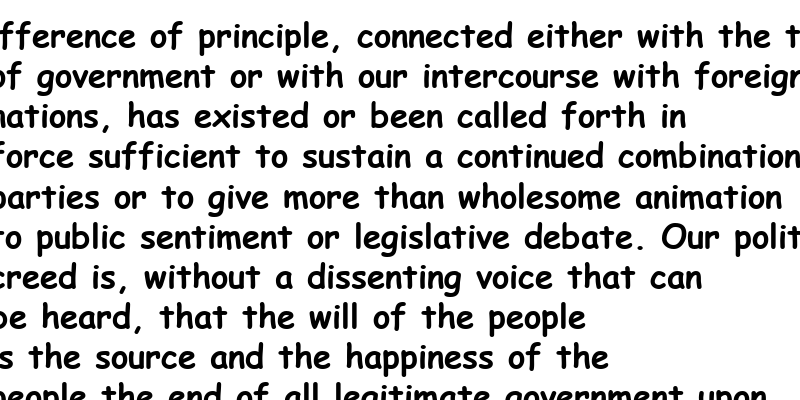 fference of principle, connected either with the t
of government or with our intercourse with foreign
nations, has existed or been called forth in
force sufficient to sustain a continued combination
parties or to give more than wholesome animation
to public sentiment or legislative debate. Our polit
creed is, without a dissenting voice that can
be heard, that the will of the people
is the source and the happiness of the
people the end of all legitimate government upon